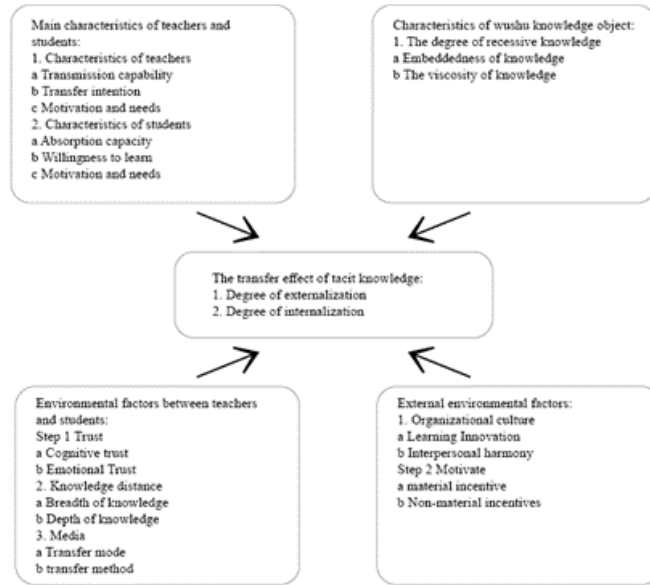 Main characteristics of teachers and
students:
1. Characteristics of teachers
a Transmission capability
b Transfer intention
c Motivation and needs
2. Characteristics of students
a Absorption capacity
b Willingness to learn
c Motivation and needs
Characteristics of wushu knowledge object:
1. The degree of recessive knowledge
a Embeddedness of knowledge
b The viscosity of knowledge
The transfer effect of tacit knowledge:
1. Degree of externalization
2. Degree of internalization
Environmental factors between teachers
and students:
Step 1 Trust
a Cognitive trust
b Emotional Trust
2. Knowledge distance
a Breadth of knowledge
b Depth of knowledge
3. Media
a Transfer mode
b transfer method
External environmental factors:
1. Organizational culture
a Learning Innovation
b Interpersonal harmony
Step 2 Motivate
a material incentive
b Non-material incentives